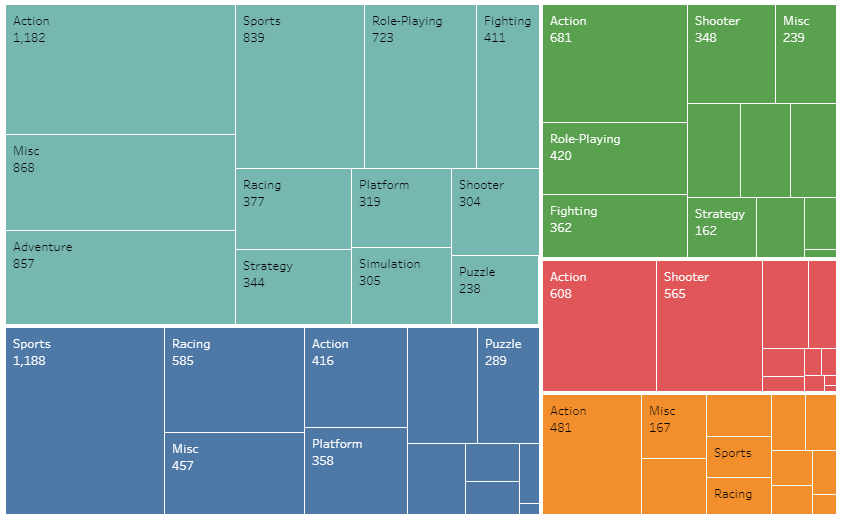 Action
1,182
Misc
868
Adventure
857
Sports
839
Role-Playing
723
Fighting
411
Racing
377
Platform
319
Shooter
304
Strategy
344
Simulation
305
Puzzle
238
Action
681
Role-Playing
420
Fighting
362
Shooter
348
Misc
239
Strategy
162
Action
608
Shooter
565
Sports
1,188
Racing
585
Misc
457
Action
416
Platform
358
Puzzle
289
Action
481
Misc
167
Sports
Racing